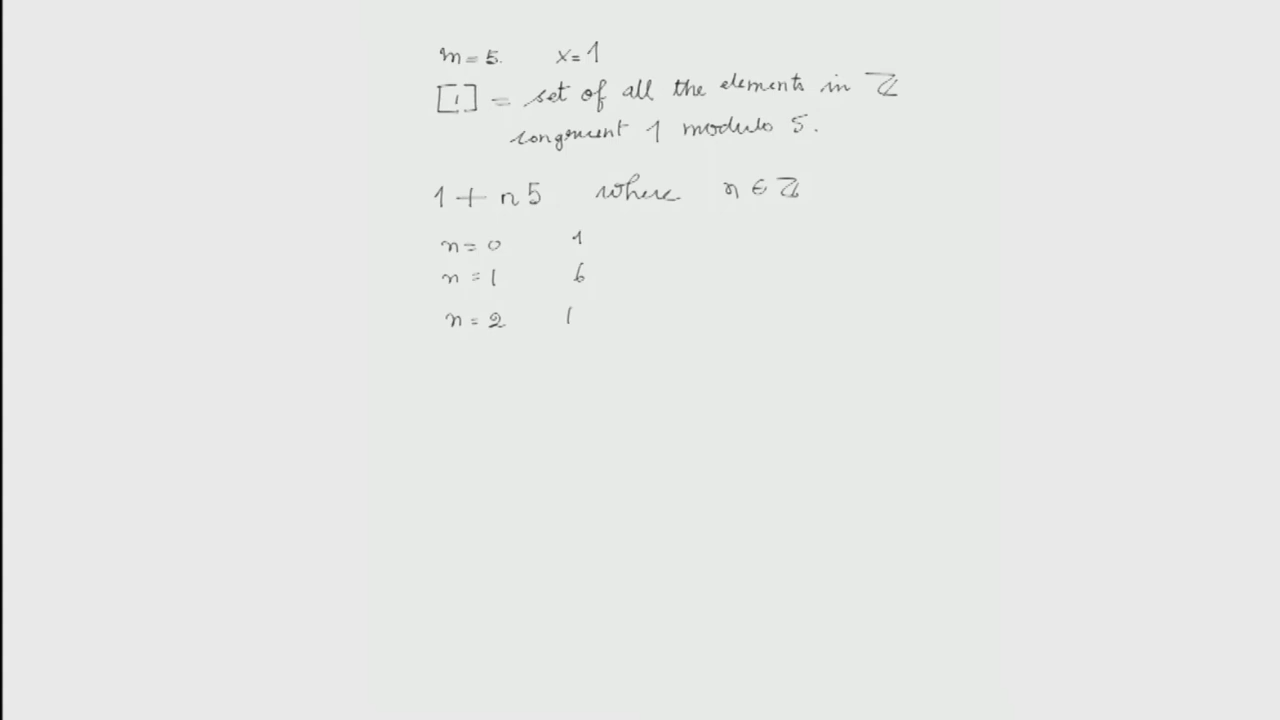 m = 5. x = 1
[1] = set of all the elements in ℤ
congruent 1 modulo 5.
1 + n5 where n ∈ ℤ
n = 0 1
n = 1 6
n = 2 1